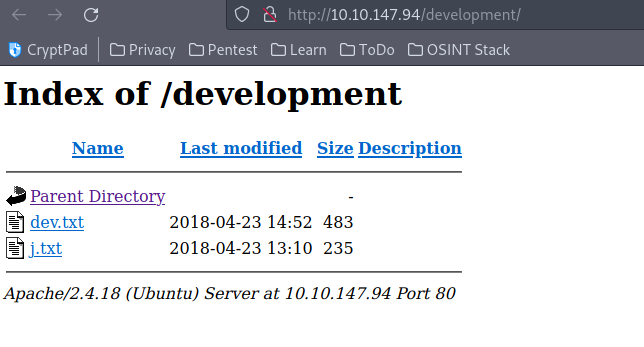 http://10.10.147.94/development/
CryptPad Privacy Pentest Learn ToDo OSINT Stack
Index of /development
Name Last modified Size Description
Parent Directory -
dev.txt 2018-04-23 14:52 483
j.txt 2018-04-23 13:10 235
Apache/2.4.18 (Ubuntu) Server at 10.10.147.94 Port 80